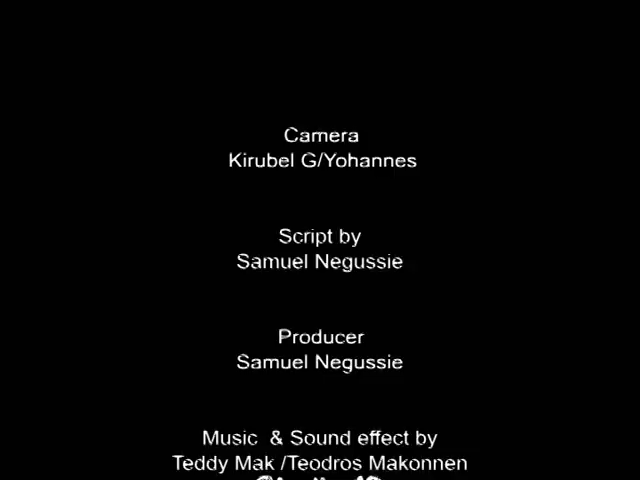 Camera
Kirubel G/Yohannes
Script by
Samuel Negussie
Producer
Samuel Negussie
Music & Sound effect by
Teddy Mak /Teodros Makonnen